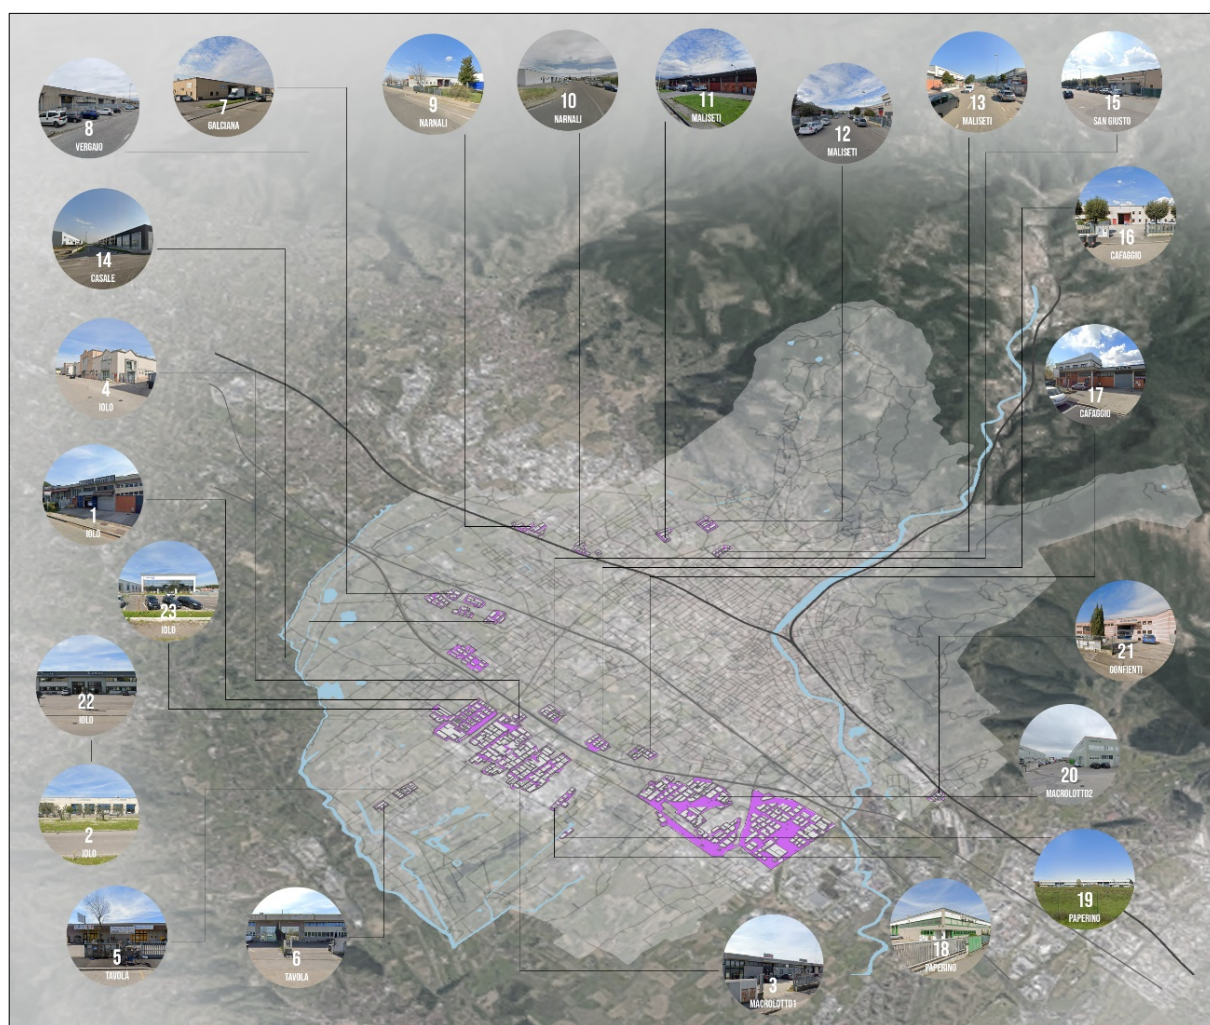 8
VERGAIO
7
GALCIANA
9
NARNALI
10
NARNALI
11
MALISETI
12
MALISETI
13
MALISETI
15
SAN GIUSTO
14
CASALE
16
CAFAGGIO
4
IOLO
17
CAFAGGIO
1
IOLO
23
IOLO
21
GONFIENTI
22
IOLO
20
MACROLOTTO2
2
IOLO
19
PAPERINO
5
TAVOLA
6
TAVOLA
18
PAPERINO
3
MACROLOTTO1